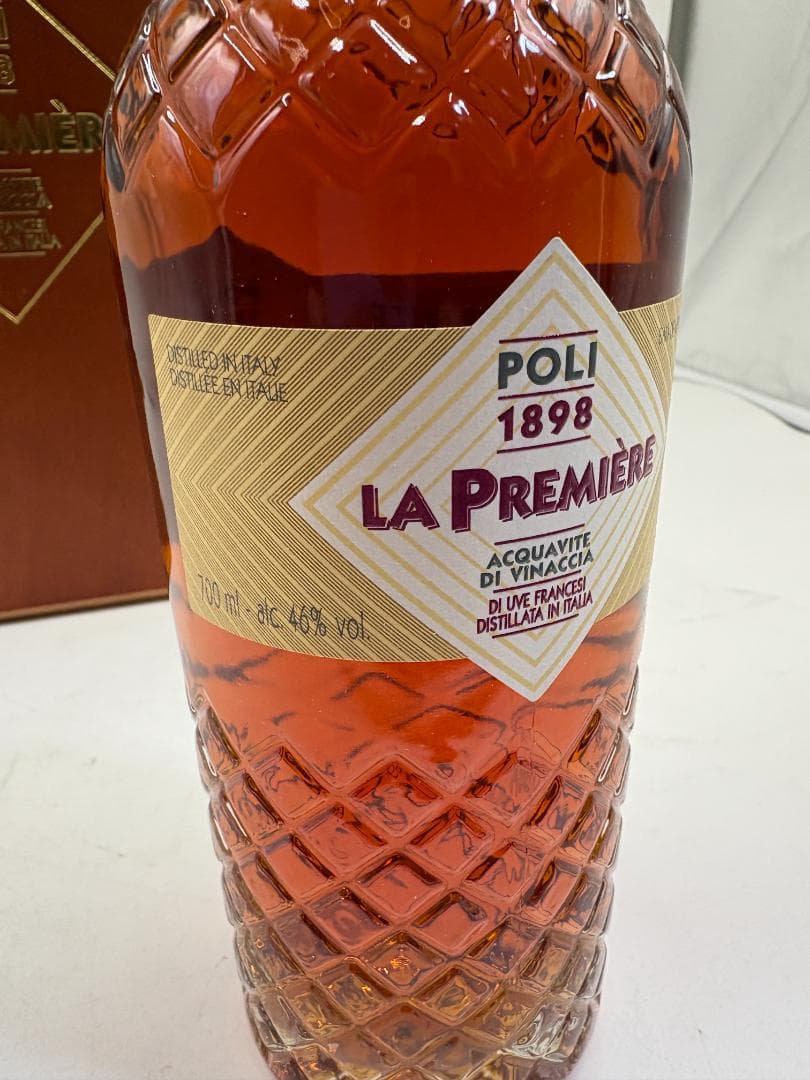 DISTILLED IN ITALY
DISTILLÉE EN ITALIE
POLI
1898
LA PREMIÈRE
ACQUAVITE
DI VINACCIA
DI UVE FRANCESI
DISTILLATA IN ITALIA
700 ml - alc. 46% vol.